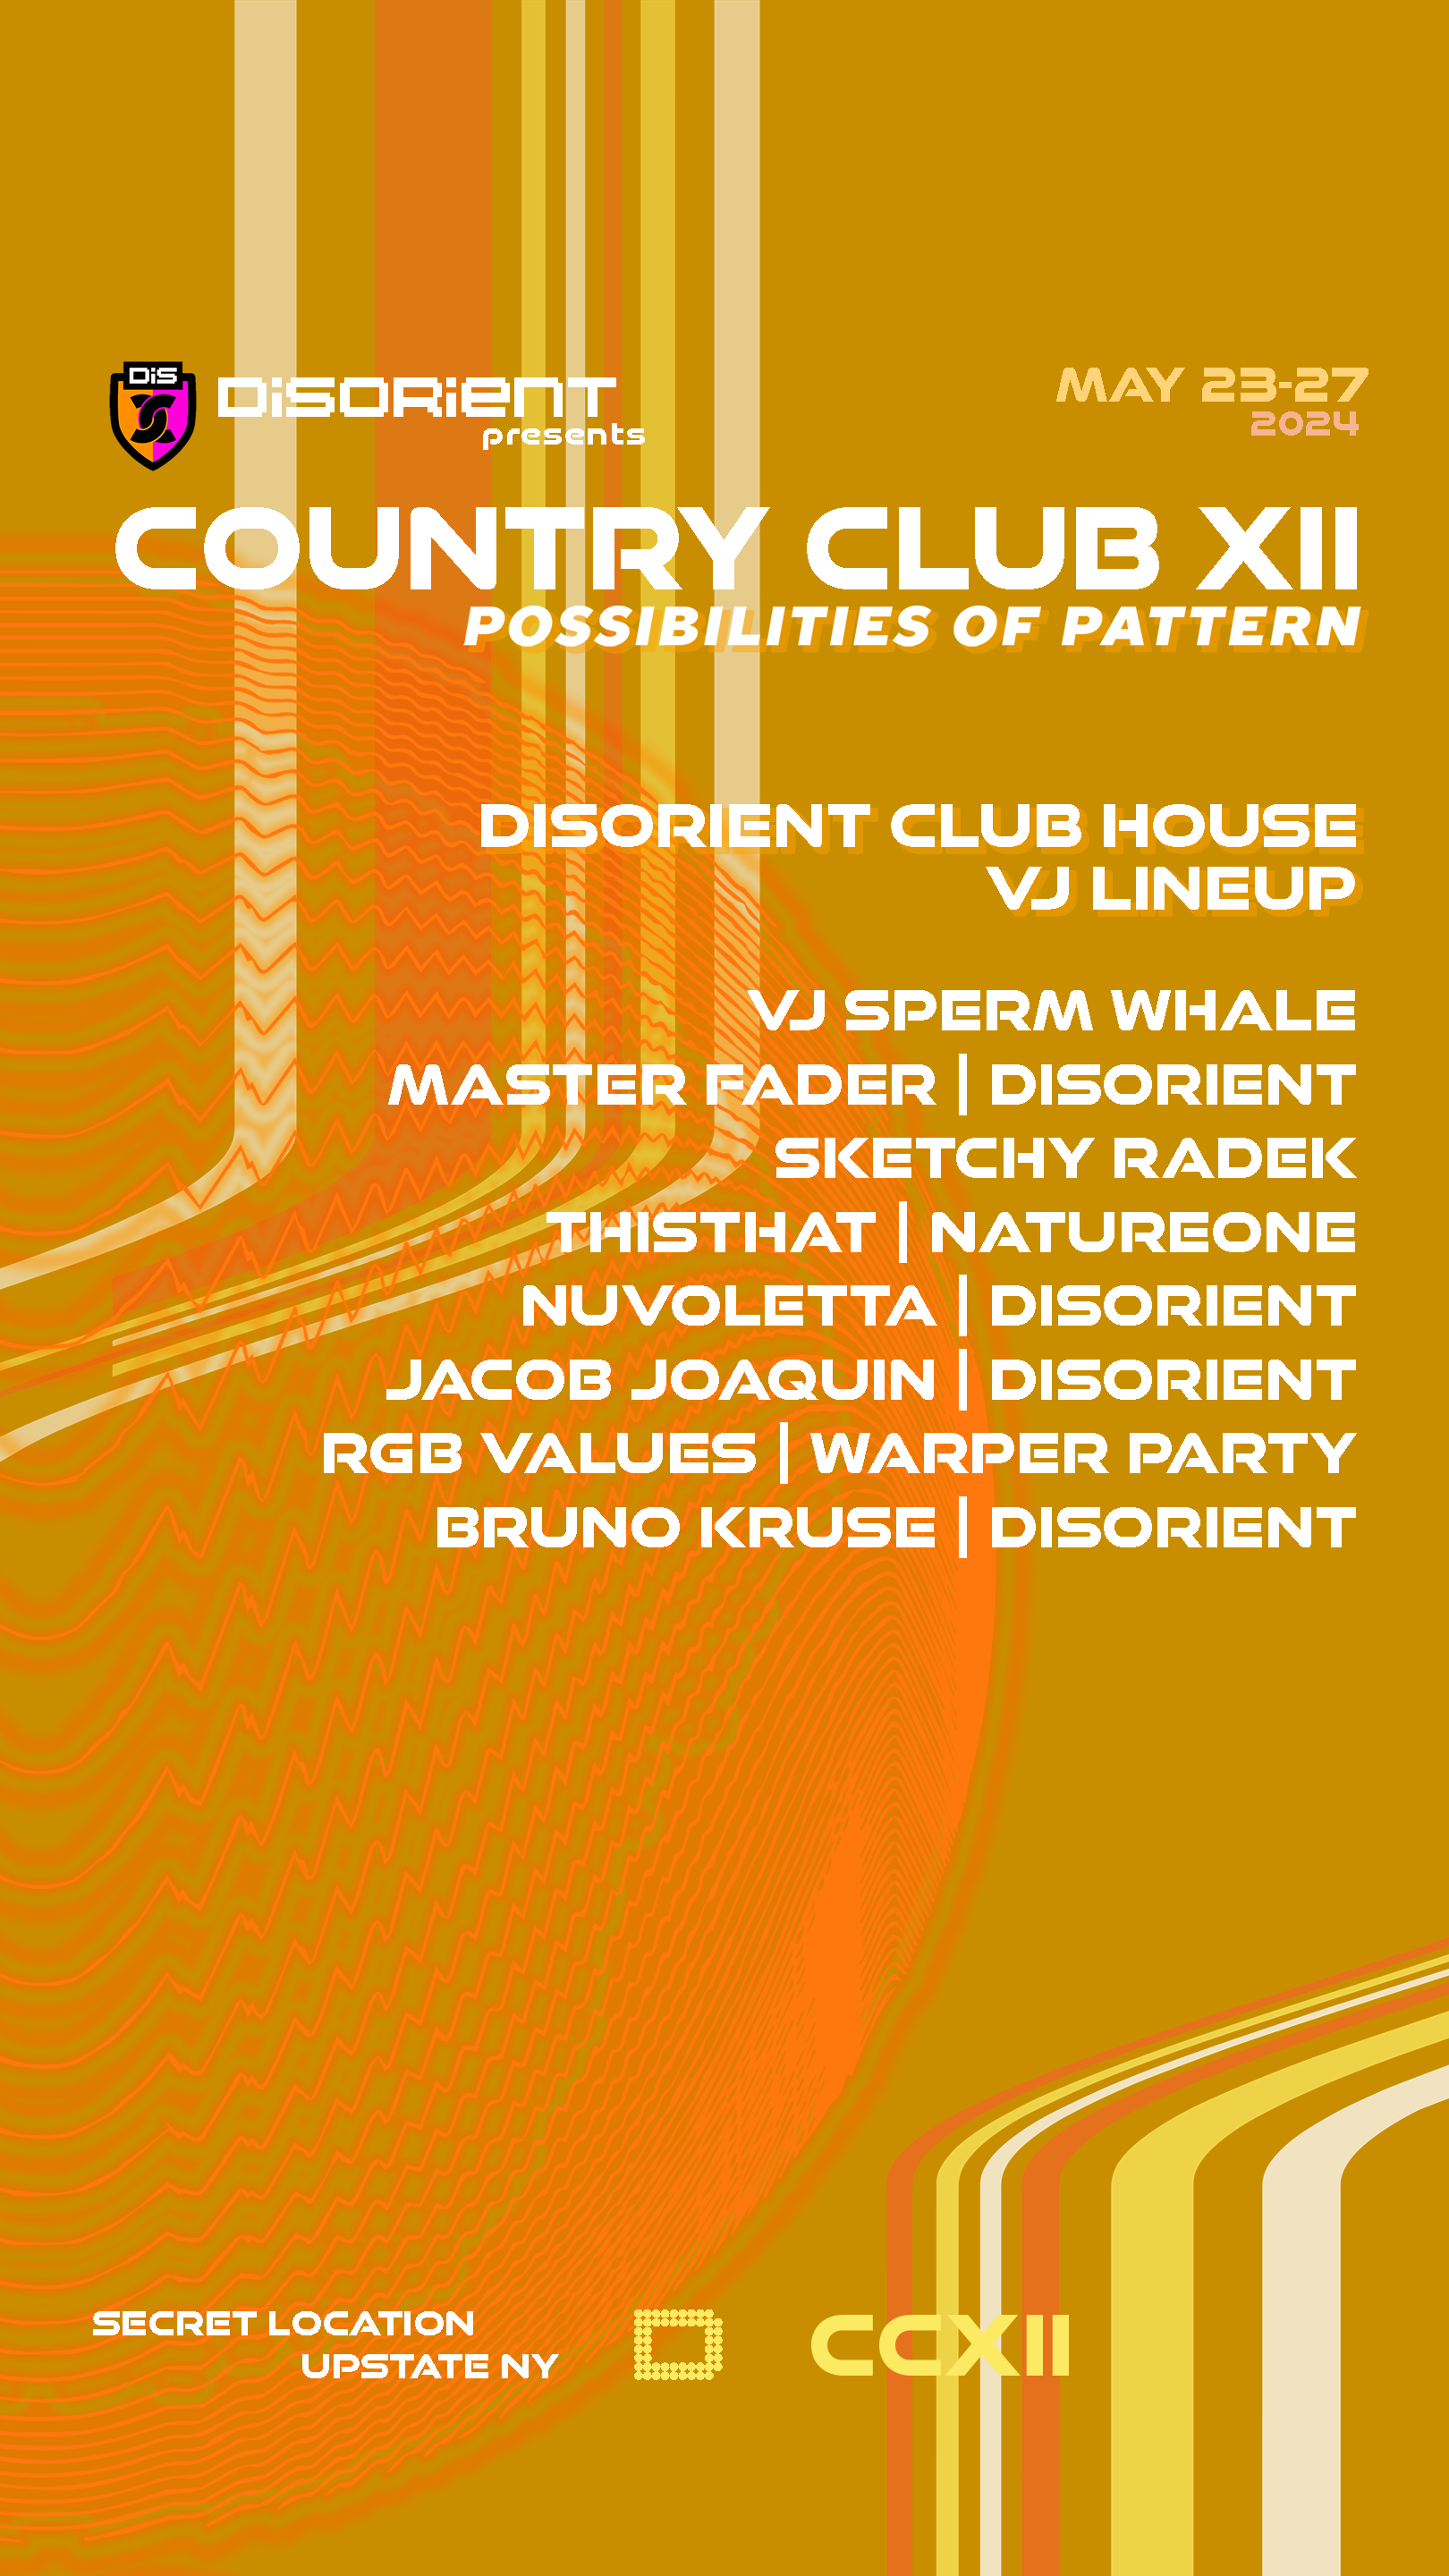 DiS
DiSORiENT
presents
MAY 23-27
2024
COUNTRY CLUB XII
POSSIBILITIES OF PATTERN
DISORIENT CLUB HOUSE
VJ LINEUP
VJ SPERM WHALE
MASTER FADER | DISORIENT
SKETCHY RADEK
THISTHAT | NATUREONE
NUVOLETTA | DISORIENT
JACOB JOAQUIN | DISORIENT
RGB VALUES | WARPER PARTY
BRUNO KRUSE | DISORIENT
SECRET LOCATION
UPSTATE NY
CCXII